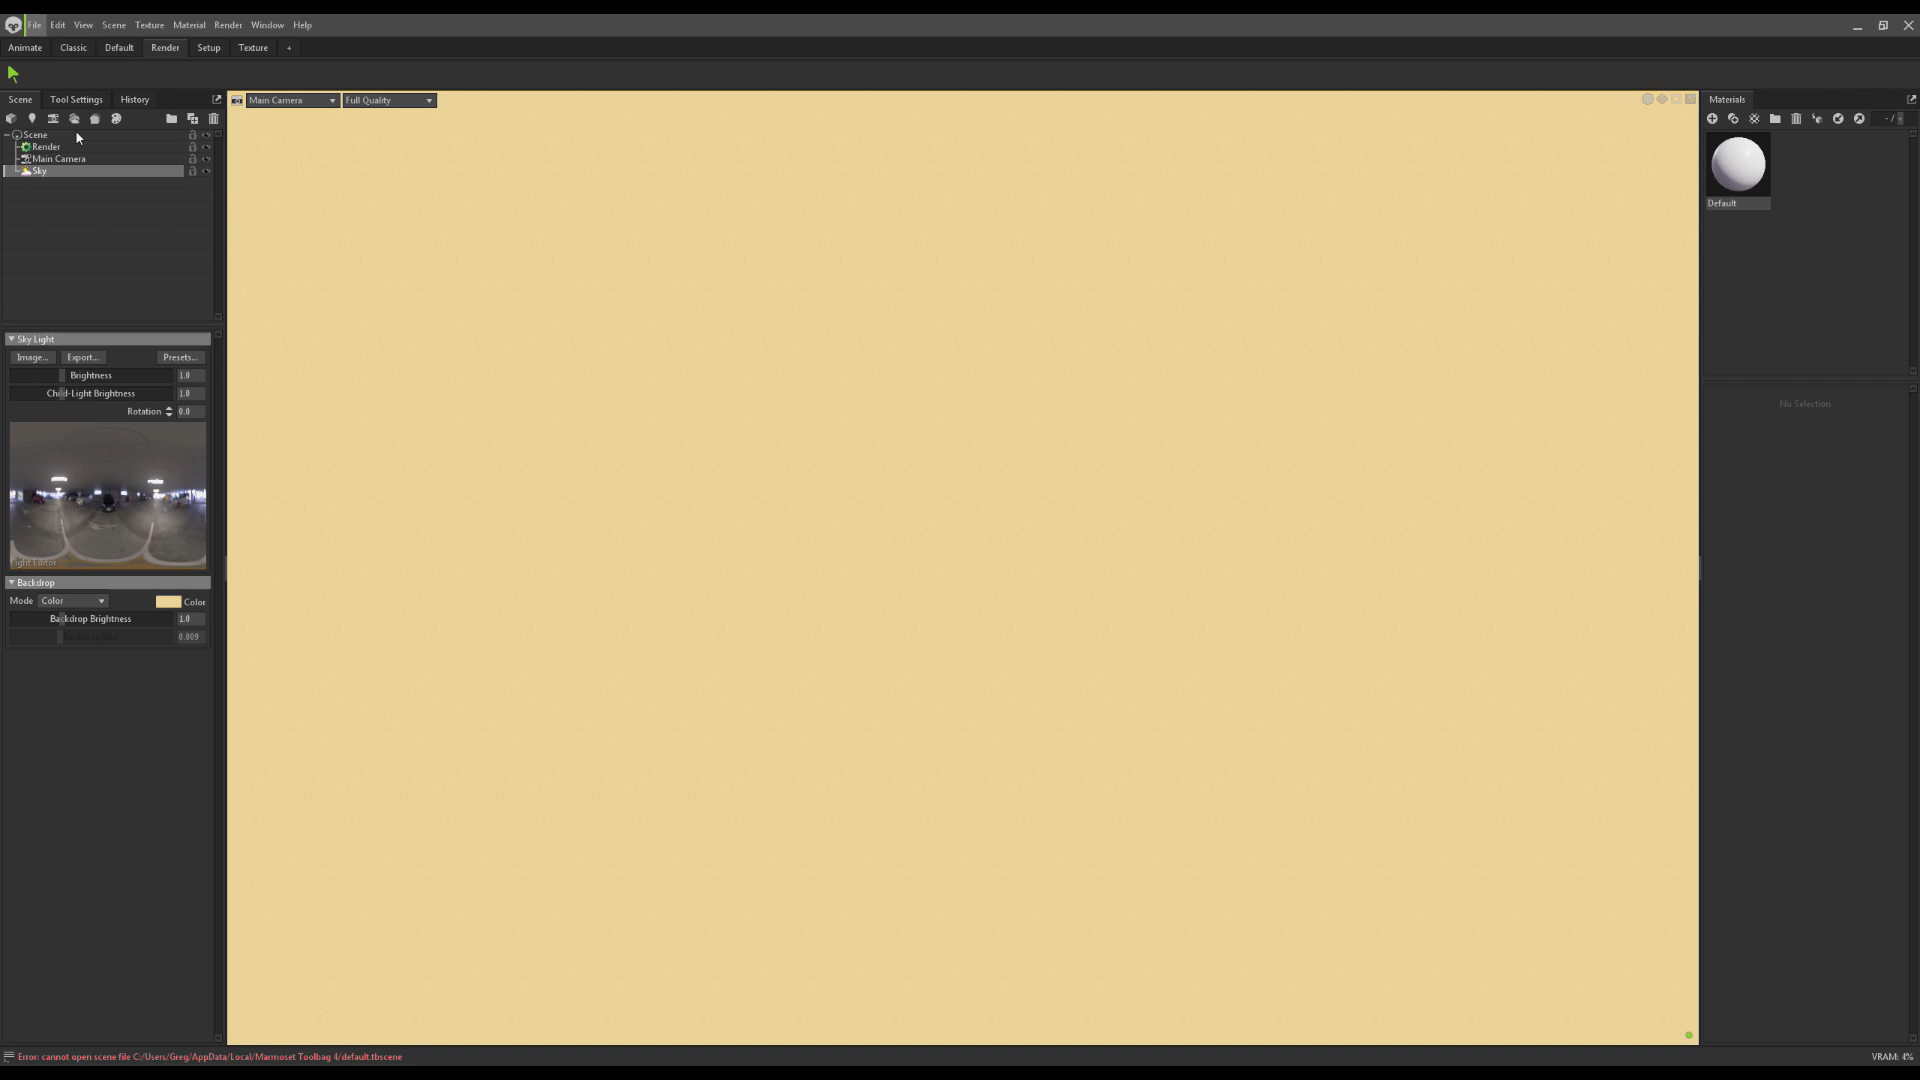 File Edit View Scene Texture Material Render Window Help
Animate Classic Default Render Setup Texture +
Scene Tool Settings History
Main Camera Full Quality
Materials
Scene
Render
Main Camera
Sky
Default
Sky Light
Image... Export... Presets...
Brightness 1.0
Child-Light Brightness 1.0
Rotation 0.0
No Selection
Light Editor
Backdrop
Mode Color Color
Backdrop Brightness 1.0
Backdrop Blur 0.009
Error: cannot open scene file C:/Users/Greg/AppData/Local/Marmoset Toolbag 4/default.tbscene
VRAM: 4%